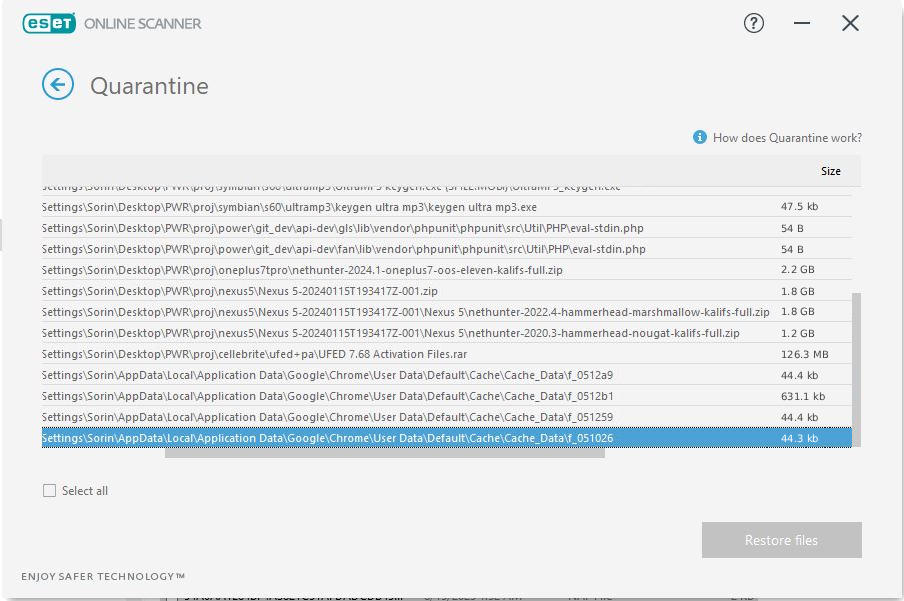 eset ONLINE SCANNER
Quarantine
How does Quarantine work?
Size
Settings\Sorin\Desktop\PWR\proj\symbian\s60\ultramp3\keygen ultra mp3\keygen ultra mp3.exe 47.5 kb
Settings\Sorin\Desktop\PWR\proj\power\git_dev\api-dev\gls\lib\vendor\phpunit\phpunit\src\Util\PHP\eval-stdin.php 54 B
Settings\Sorin\Desktop\PWR\proj\power\git_dev\api-dev\fan\lib\vendor\phpunit\phpunit\src\Util\PHP\eval-stdin.php 54 B
Settings\Sorin\Desktop\PWR\proj\oneplus7tpro\nethunter-2024.1-oneplus7-oos-eleven-kalifs-full.zip 2.2 GB
Settings\Sorin\Desktop\PWR\proj\nexus5\Nexus 5-20240115T193417Z-001.zip 1.8 GB
Settings\Sorin\Desktop\PWR\proj\nexus5\Nexus 5-20240115T193417Z-001\Nexus 5\nethunter-2022.4-hammerhead-marshmallow-kalifs-full.zip 1.8 GB
Settings\Sorin\Desktop\PWR\proj\nexus5\Nexus 5-20240115T193417Z-001\Nexus 5\nethunter-2020.3-hammerhead-nougat-kalifs-full.zip 1.2 GB
Settings\Sorin\Desktop\PWR\proj\cellebrite\ufed+pa\UFED 7.68 Activation Files.rar 126.3 MB
Settings\Sorin\AppData\Local\Application Data\Google\Chrome\User Data\Default\Cache\Cache_Data\f_0512a9 44.4 kb
Settings\Sorin\AppData\Local\Application Data\Google\Chrome\User Data\Default\Cache\Cache_Data\f_0512b1 631.1 kb
Settings\Sorin\AppData\Local\Application Data\Google\Chrome\User Data\Default\Cache\Cache_Data\f_051259 44.4 kb
Settings\Sorin\AppData\Local\Application Data\Google\Chrome\User Data\Default\Cache\Cache_Data\f_051026 44.3 kb
Select all
Restore files
ENJOY SAFER TECHNOLOGY™